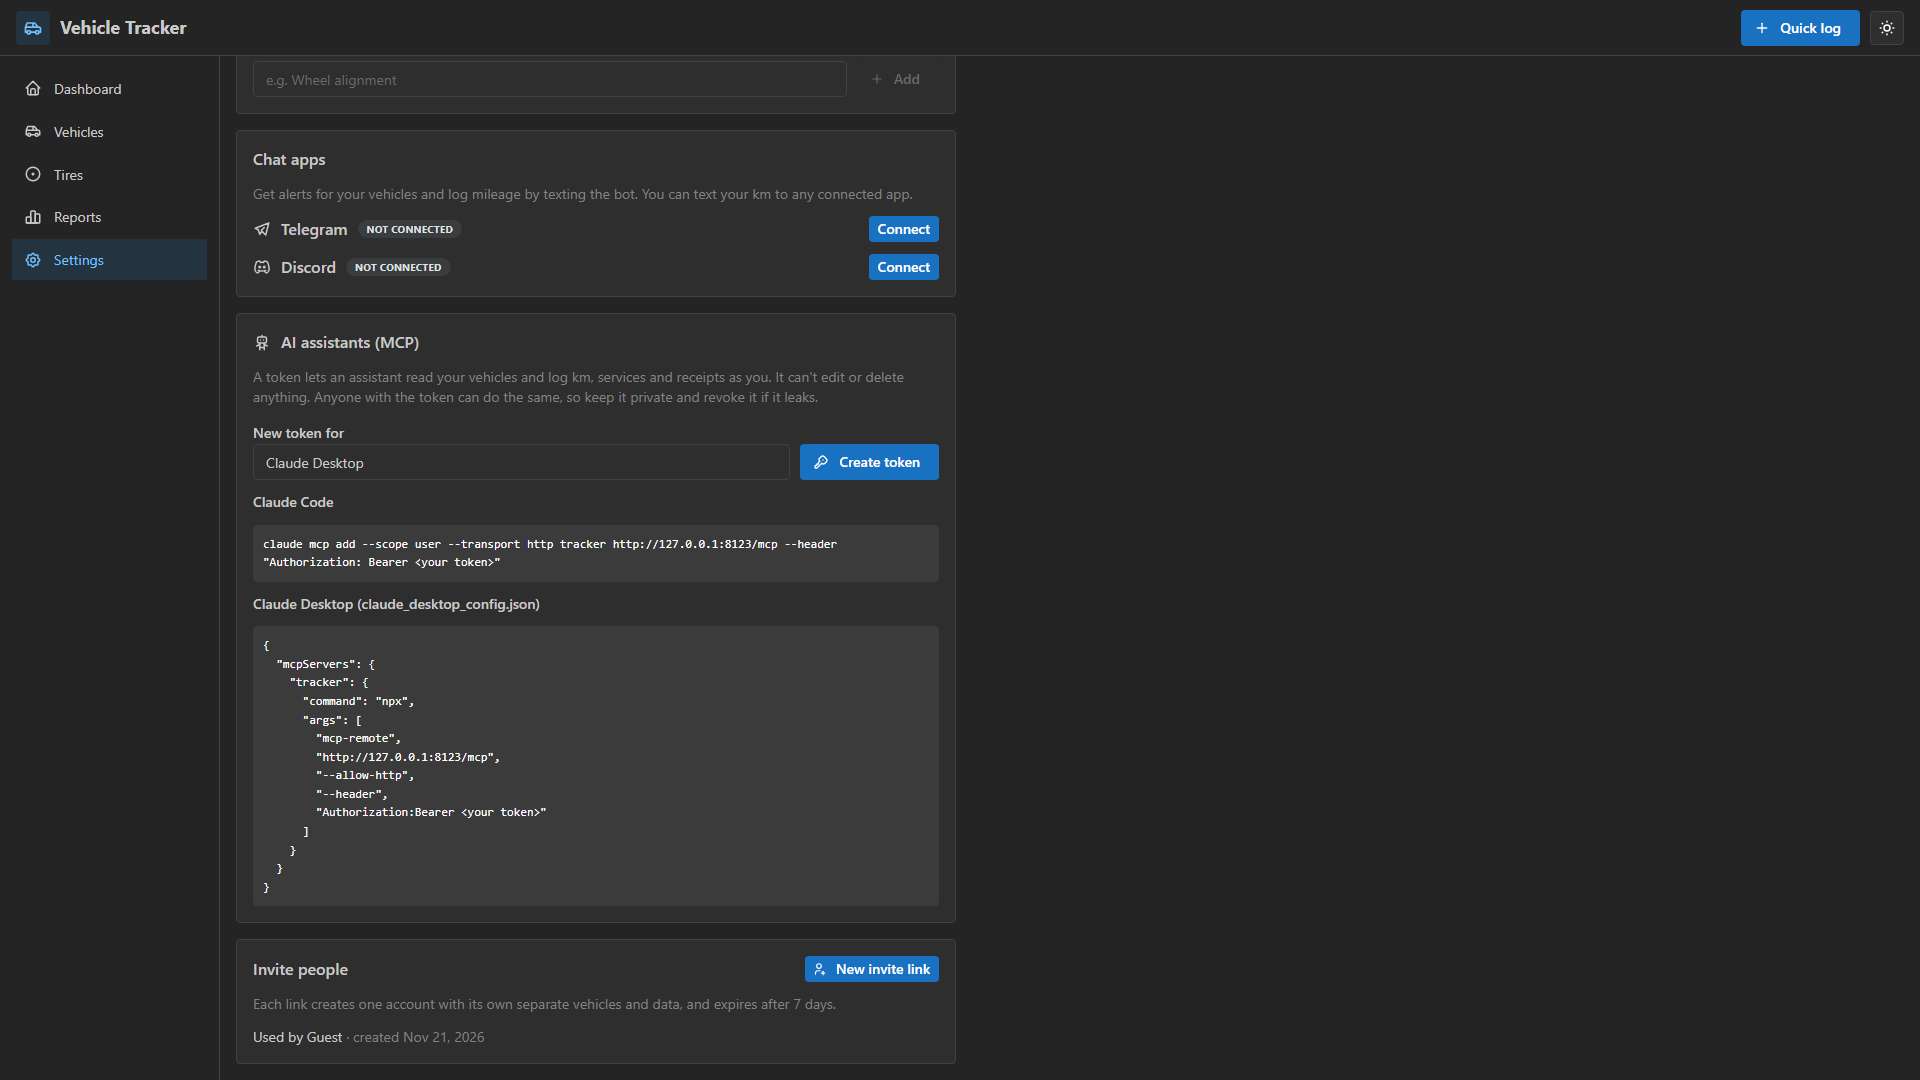 Vehicle Tracker
Quick log
Dashboard
Vehicles
Tires
Reports
Settings
e.g. Wheel alignment
Add
Chat apps
Get alerts for your vehicles and log mileage by texting the bot. You can text your km to any connected app.
Telegram NOT CONNECTED
Connect
Discord NOT CONNECTED
Connect
AI assistants (MCP)
A token lets an assistant read your vehicles and log km, services and receipts as you. It can't edit or delete
anything. Anyone with the token can do the same, so keep it private and revoke it if it leaks.
New token for
Claude Desktop
Create token
Claude Code
claude mcp add --scope user --transport http tracker http://127.0.0.1:8123/mcp --header
"Authorization: Bearer <your token>"
Claude Desktop (claude_desktop_config.json)
{
  "mcpServers": {
    "tracker": {
      "command": "npx",
      "args": [
        "mcp-remote",
        "http://127.0.0.1:8123/mcp",
        "--allow-http",
        "--header",
        "Authorization:Bearer <your token>"
      ]
    }
  }
}
Invite people
New invite link
Each link creates one account with its own separate vehicles and data, and expires after 7 days.
Used by Guest · created Nov 21, 2026